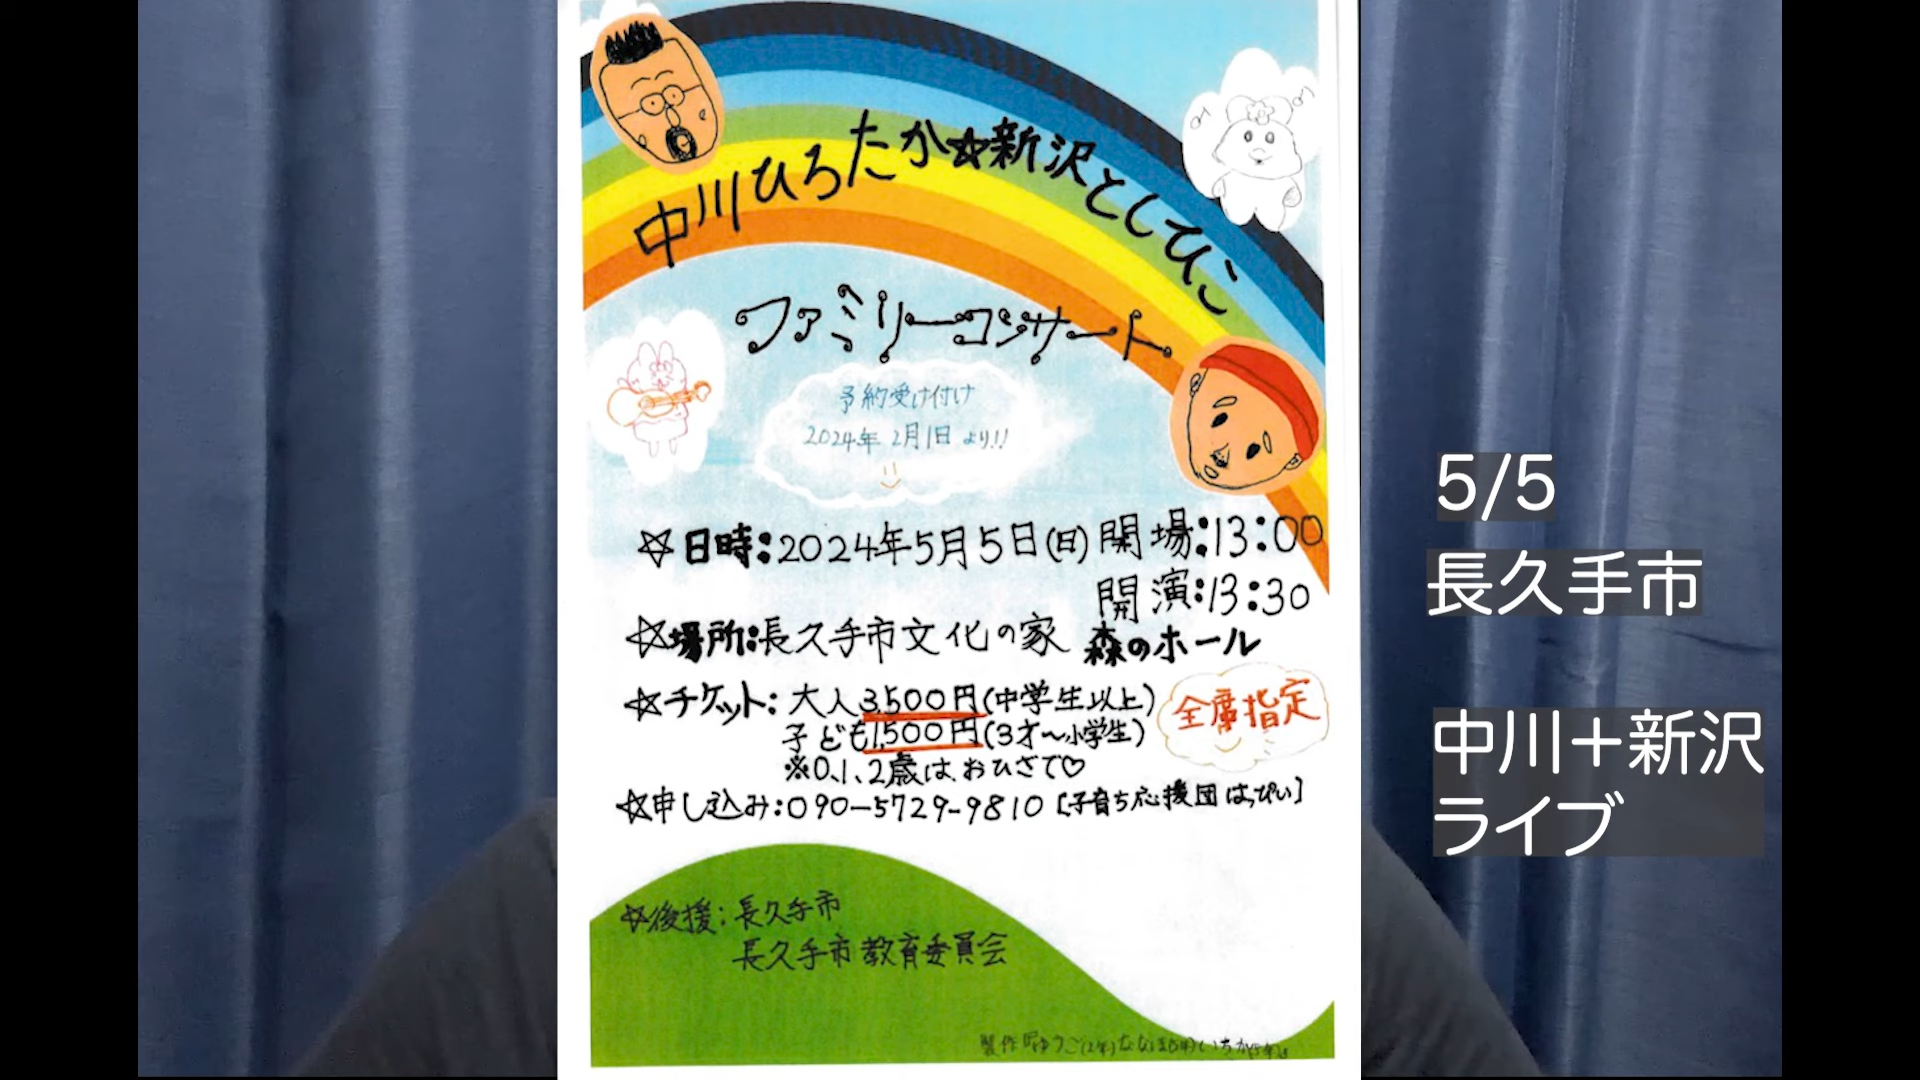 中川ひろたか☆新沢としひこ
ファミリーコンサート
予約受け付け
2024年 2月1日 より!!
☆日時:2024年5月5日(日) 開場:13:00
開演:13:30
☆場所:長久手市文化の家 森のホール
☆チケット: 大人3,500円(中学生以上)
子ども1,500円(3才～小学生)
※0、1、2歳は、おひざで♡
全席指定
☆申し込み:090-5729-9810 [子育ち応援団 はっぴぃ]
☆後援:長久手市
長久手市教育委員会
製作
5/5
長久手市
中川+新沢
ライブ